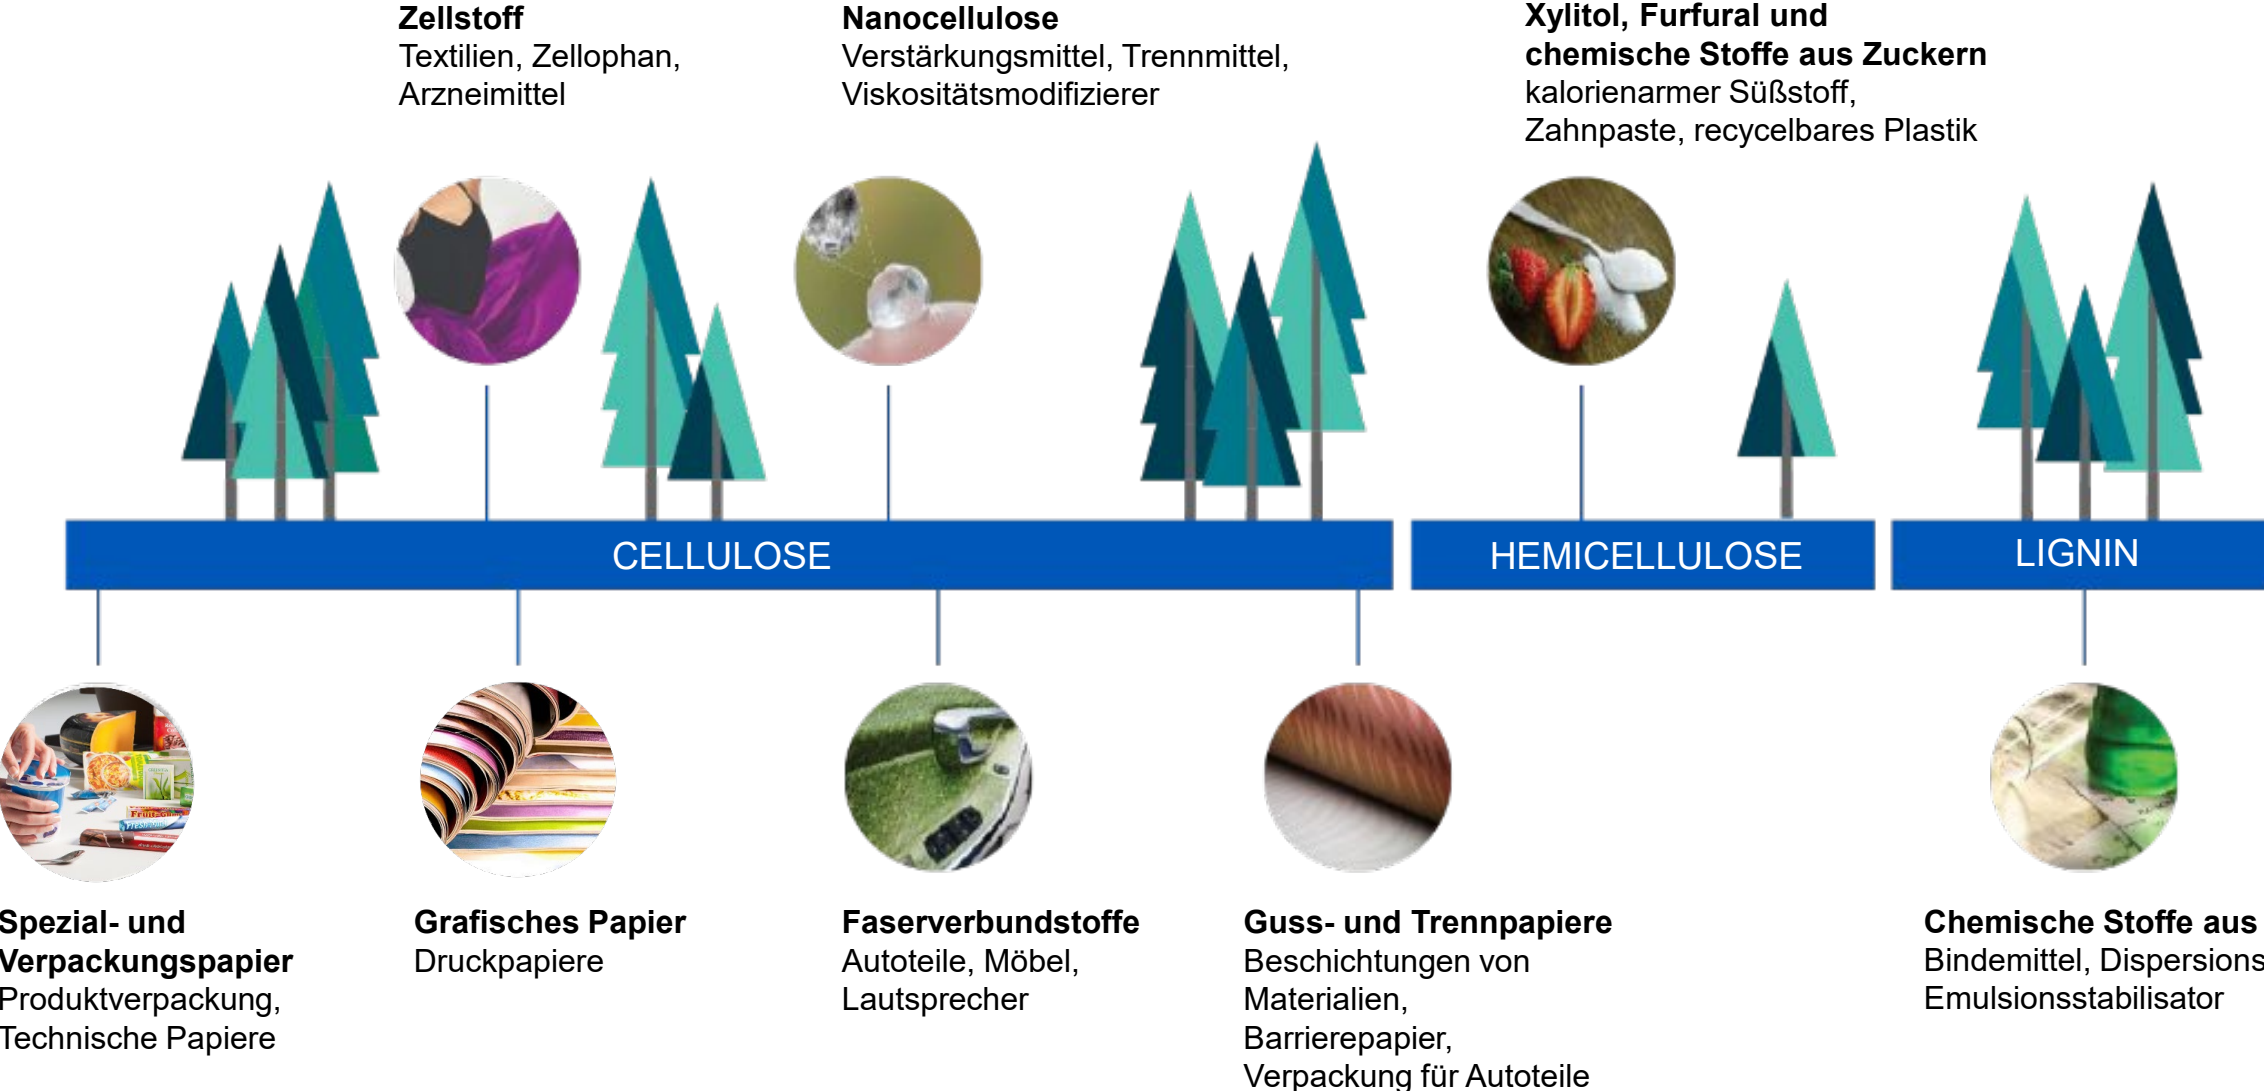 Zellstoff
Textilien, Zellophan,
Arzneimittel
Nanocellulose
Verstärkungsmittel, Trennmittel,
Viskositätsmodifizierer
Xylitol, Furfural und
chemische Stoffe aus Zuckern
kalorienarmer Süßstoff,
Zahnpaste, recycelbares Plastik
CELLULOSE
HEMICELLULOSE
LIGNIN
Spezial- und
Verpackungspapier
Produktverpackung,
Technische Papiere
Grafisches Papier
Druckpapiere
Faserverbundstoffe
Autoteile, Möbel,
Lautsprecher
Guss- und Trennpapiere
Beschichtungen von
Materialien,
Barrierepapier,
Verpackung für Autoteile
Chemische Stoffe aus
Bindemittel, Dispersions
Emulsionsstabilisator